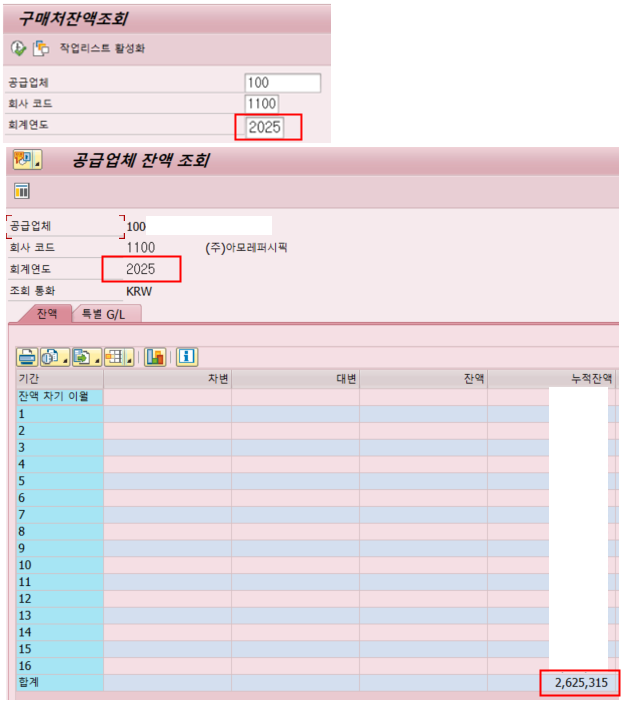 구매처잔액조회
작업리스트 활성화
공급업체 100
회사 코드 1100
회계연도 2025
공급업체 잔액 조회
공급업체 100
회사 코드 1100 (주)아모레퍼시픽
회계연도 2025
조회 통화 KRW
잔액 특별 G/L
기간 차변 대변 잔액 누적잔액
잔액 차기 이월
1
2
3
4
5
6
7
8
9
10
11
12
13
14
15
16
합계 2,625,315